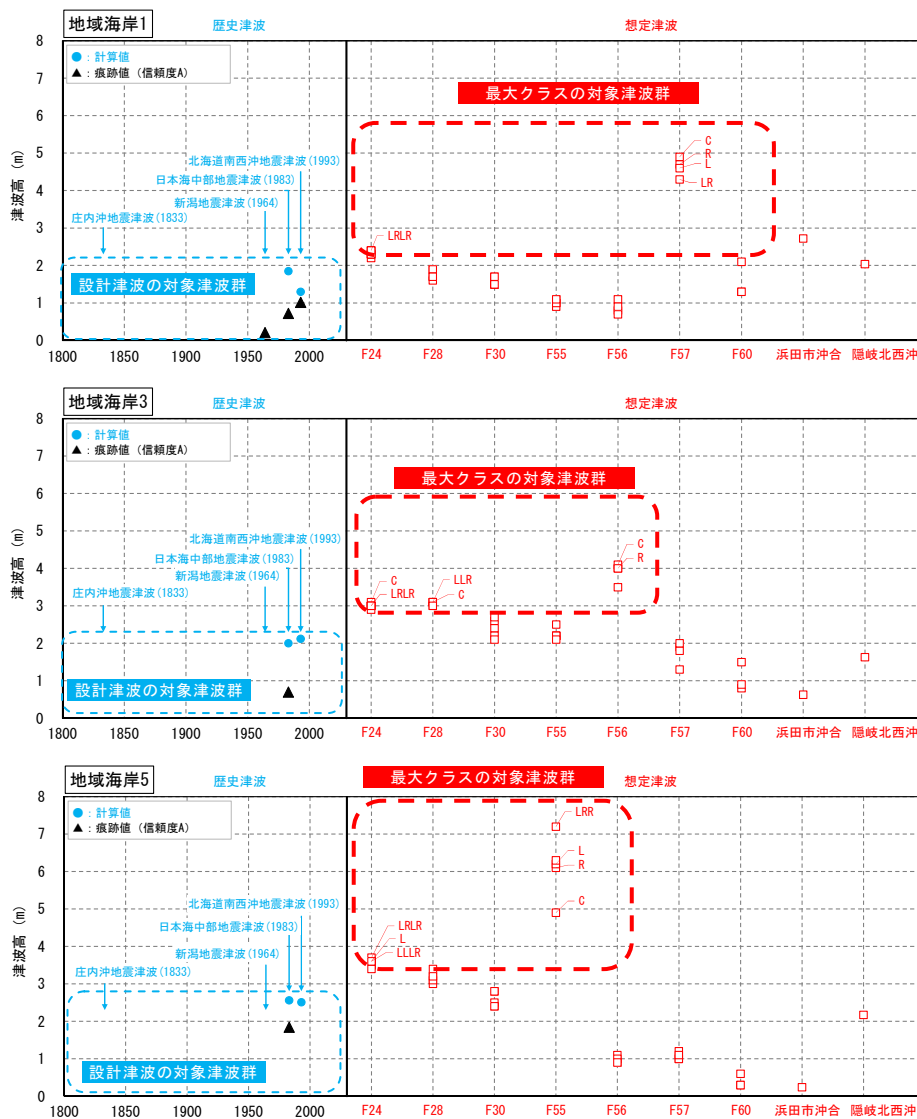 地域海岸1
歴史津波
想定津波
●：計算値
▲：痕跡値（信頼度A）
最大クラスの対象津波群
8
7
6
5
4
3
2
1
0
津波高 (m)
北海道南西沖地震津波(1993)
日本海中部地震津波(1983)
新潟地震津波(1964)
庄内沖地震津波(1833)
設計津波の対象津波群
C
R
L
LR
LRLR
1800 1850 1900 1950 2000 F24 F28 F30 F55 F56 F57 F60 浜田市沖合 隠岐北西沖
地域海岸3
歴史津波
想定津波
●：計算値
▲：痕跡値（信頼度A）
最大クラスの対象津波群
8
7
6
5
4
3
2
1
0
津波高 (m)
北海道南西沖地震津波(1993)
日本海中部地震津波(1983)
新潟地震津波(1964)
庄内沖地震津波(1833)
設計津波の対象津波群
C
LRLR
LLR
C
C
R
1800 1850 1900 1950 2000 F24 F28 F30 F55 F56 F57 F60 浜田市沖合 隠岐北西沖
地域海岸5
歴史津波
最大クラスの対象津波群
想定津波
●：計算値
▲：痕跡値（信頼度A）
8
7
6
5
4
3
2
1
0
津波高 (m)
北海道南西沖地震津波(1993)
日本海中部地震津波(1983)
新潟地震津波(1964)
庄内沖地震津波(1833)
設計津波の対象津波群
LRLR
L
LLLR
LRR
L
R
C
1800 1850 1900 1950 2000 F24 F28 F30 F55 F56 F57 F60 浜田市沖合 隠岐北西沖